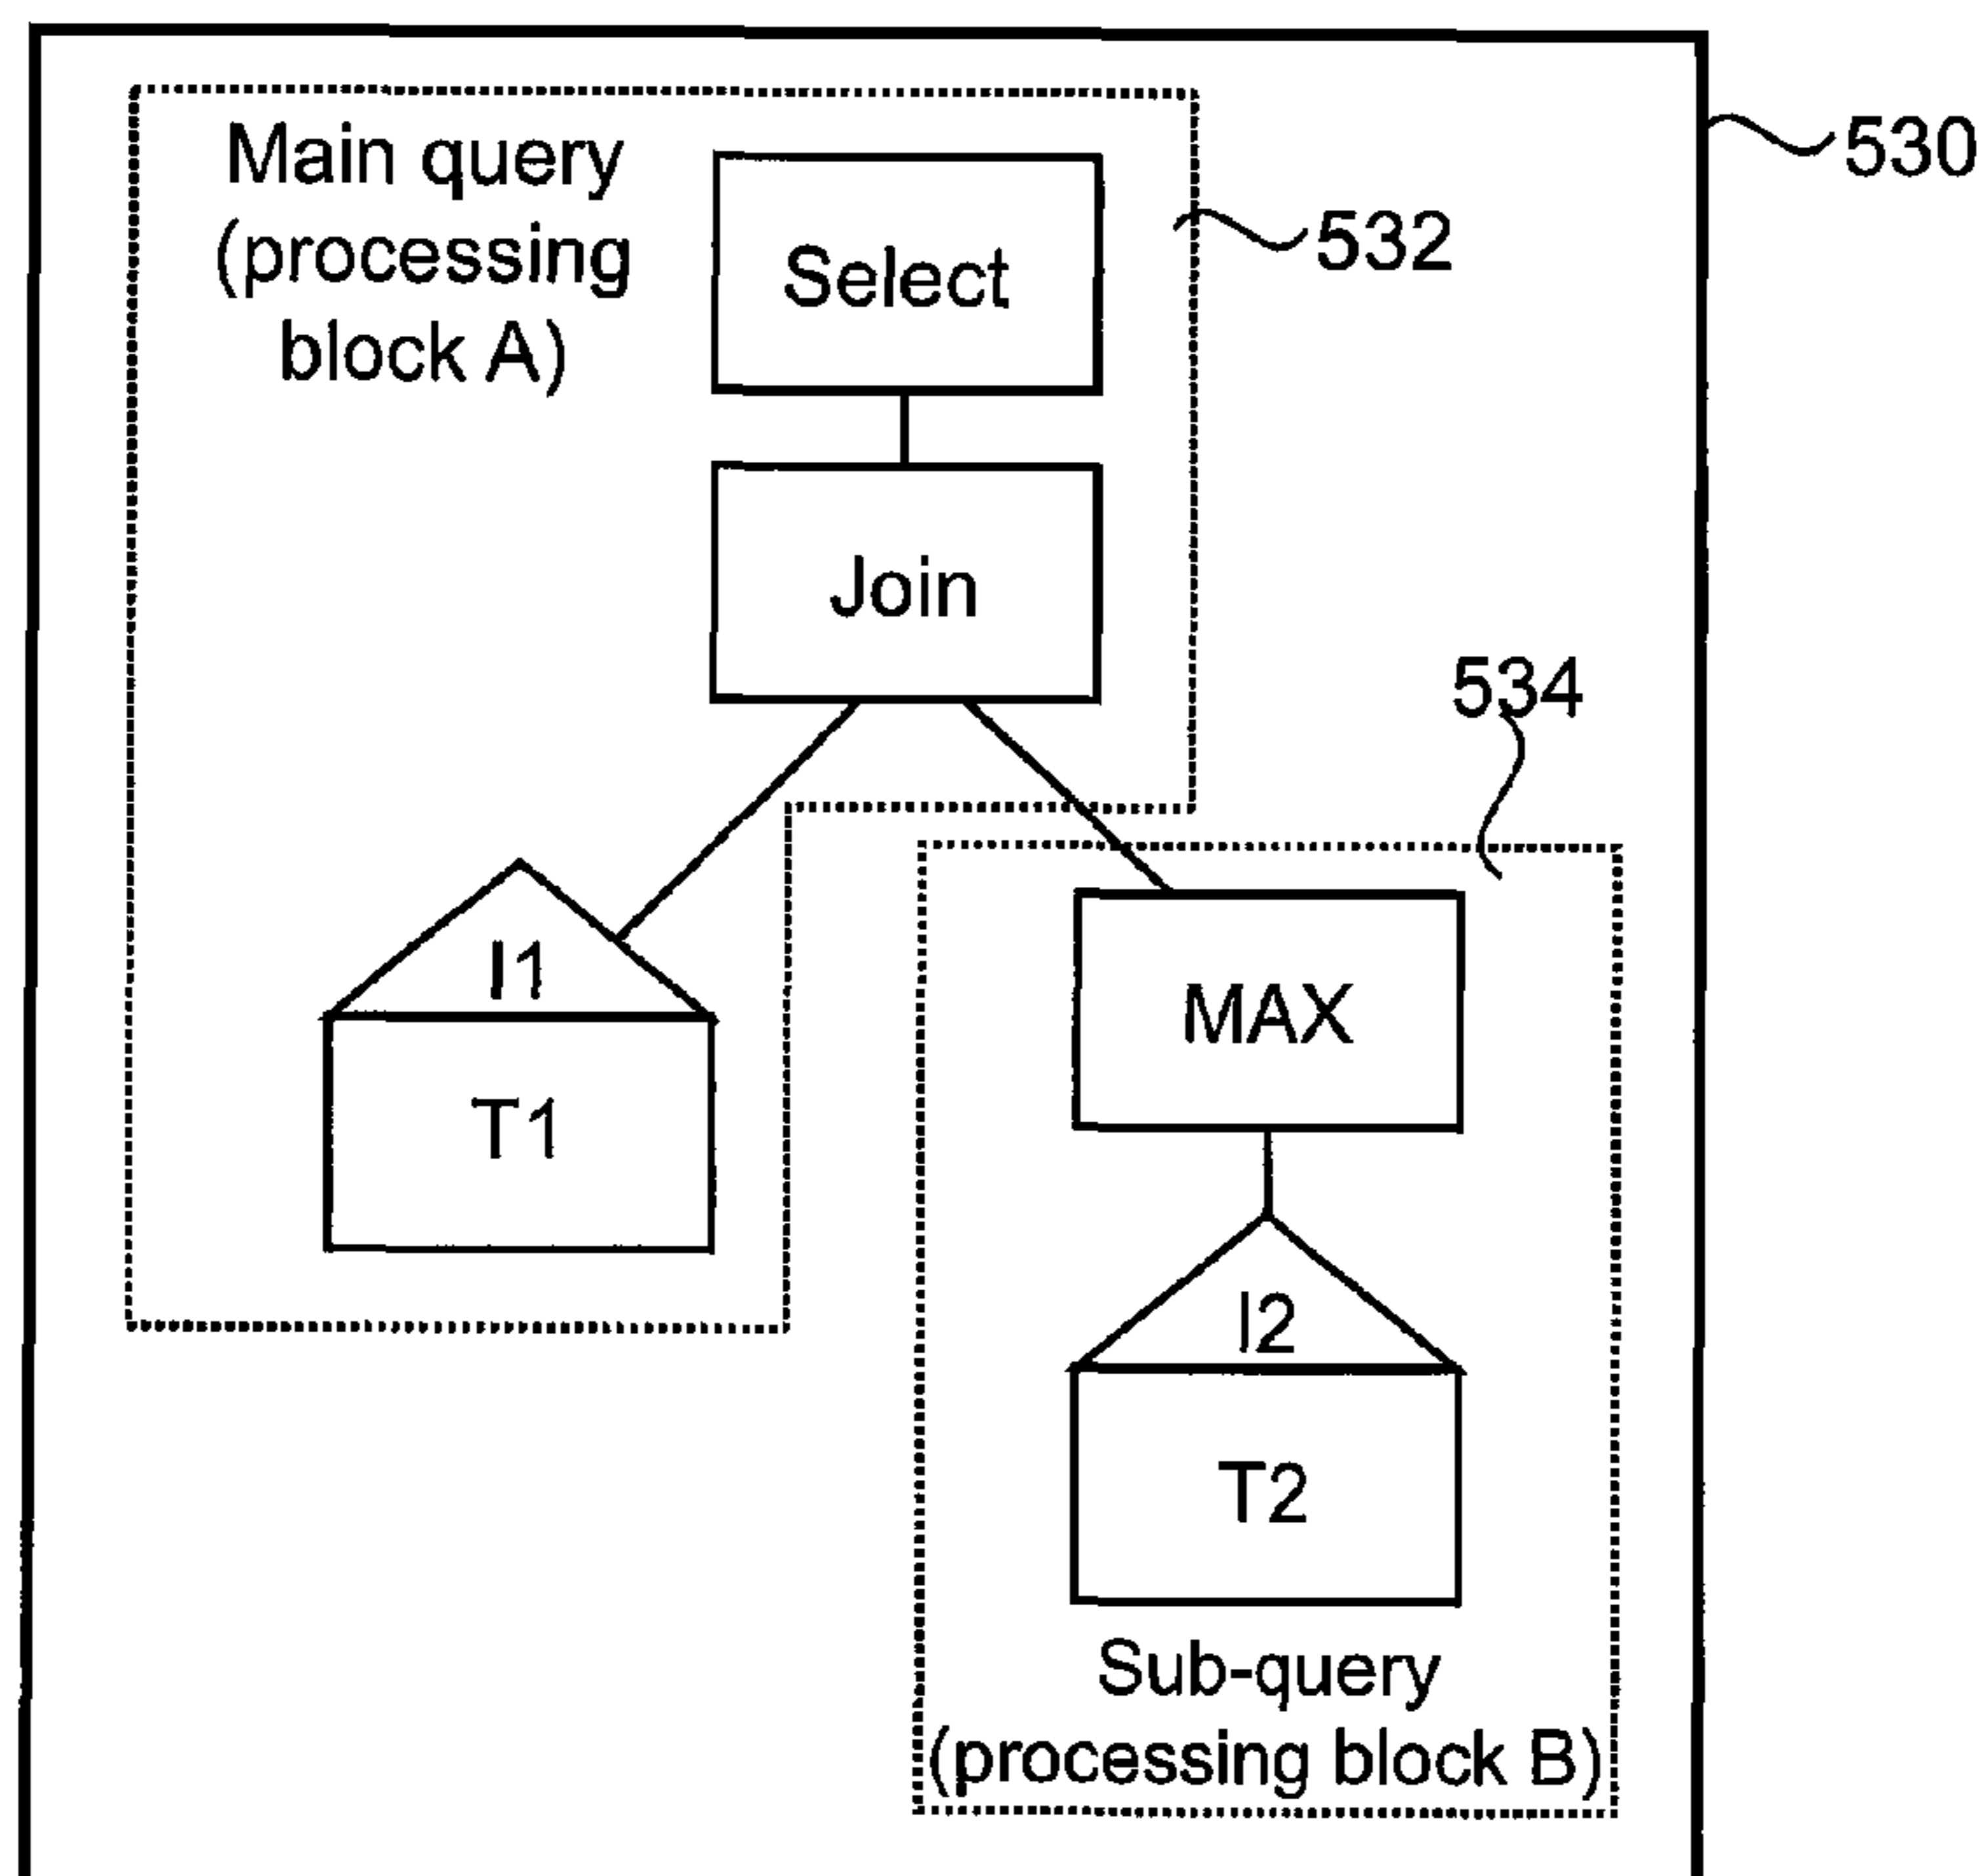 530
Main query
(processing
block A)
Select
532
Join
534
I1
T1
MAX
I2
T2
Sub-query
(processing block B)